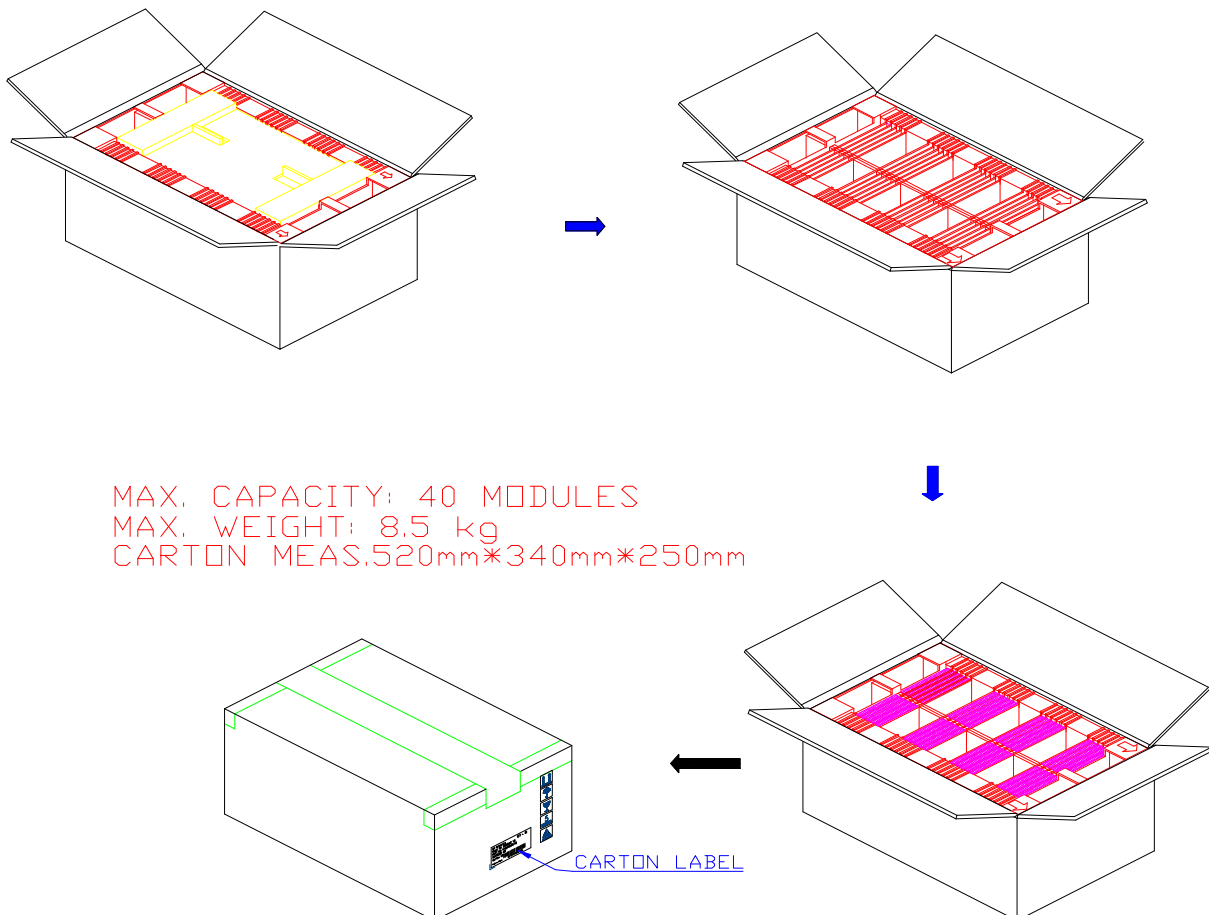 MAX. CAPACITY: 40 MODULES
MAX. WEIGHT: 8.5 kg
CARTON MEAS.520mm*340mm*250mm
CARTON LABEL